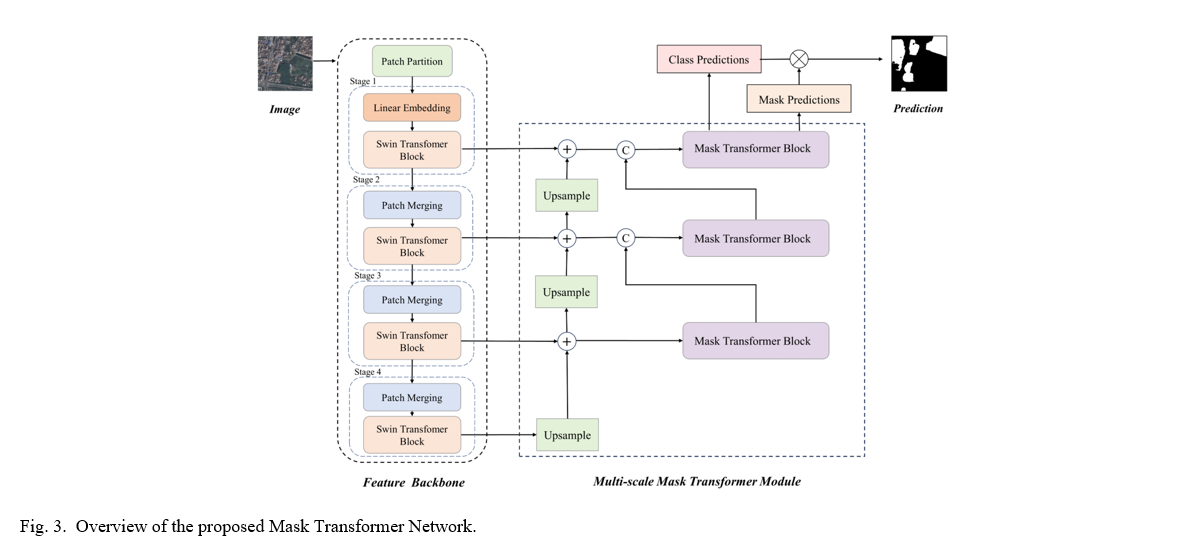 Image
Patch Partition
Stage 1
Linear Embedding
Swin Transfomer
Block
Stage 2
Patch Merging
Swin Transfomer
Block
Stage 3
Patch Merging
Swin Transfomer
Block
Stage 4
Patch Merging
Swin Transfomer
Block
Feature Backbone
Class Predictions
Mask Predictions
Prediction
+
C
Mask Transformer Block
Upsample
+
C
Mask Transformer Block
Upsample
+
Mask Transformer Block
Upsample
Multi-scale Mask Transformer Module
Fig. 3. Overview of the proposed Mask Transformer Network.